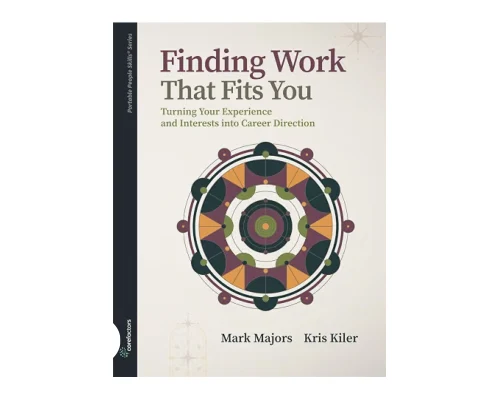 Portable People Skills® Series
Finding Work
That Fits You
Turning Your Experience
and Interests into Career Direction
Mark Majors Kris Kiler
corefactors